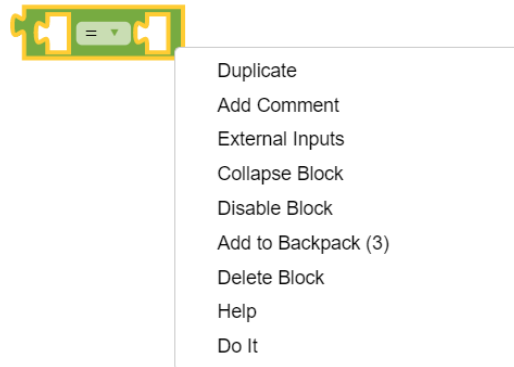 =
Duplicate
Add Comment
External Inputs
Collapse Block
Disable Block
Add to Backpack (3)
Delete Block
Help
Do It